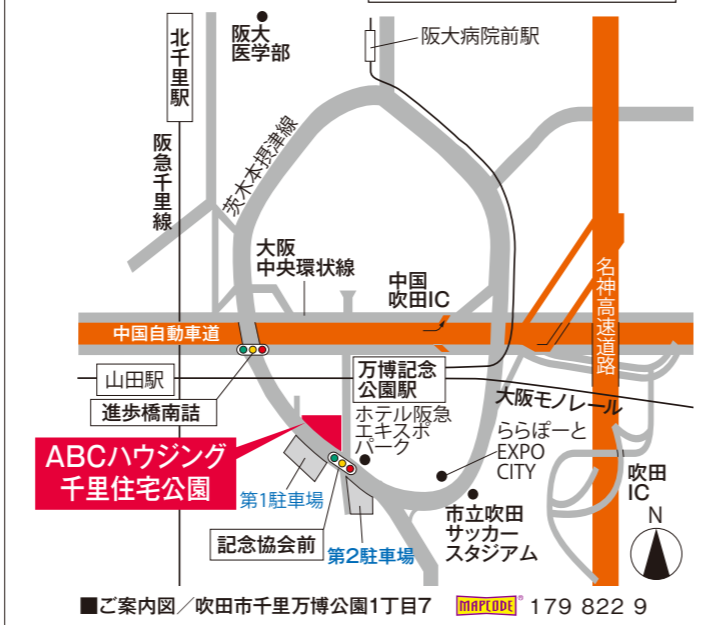 北千里駅
阪大
医学部
阪大病院前駅
阪急千里線
茨木本摂津線
大阪
中央環状線
中国
吹田IC
中国自動車道
名神高速道路
山田駅
進歩橋南詰
万博記念
公園駅
大阪モノレール
ホテル阪急
エキスポ
パーク
ららぽーと
EXPO
CITY
ABCハウジング
千里住宅公園
第1駐車場
記念協会前
第2駐車場
市立吹田
サッカー
スタジアム
吹田
IC
N
■ご案内図／吹田市千里万博公園1丁目7 MAPCODE® 179 822 9